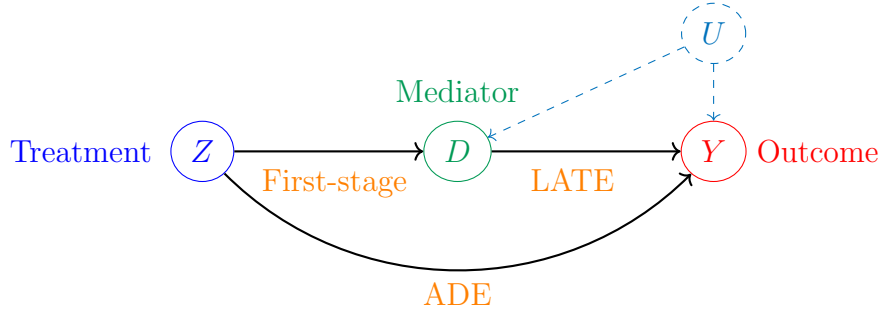 U
Mediator
Treatment Z D Y Outcome
First-stage LATE
ADE